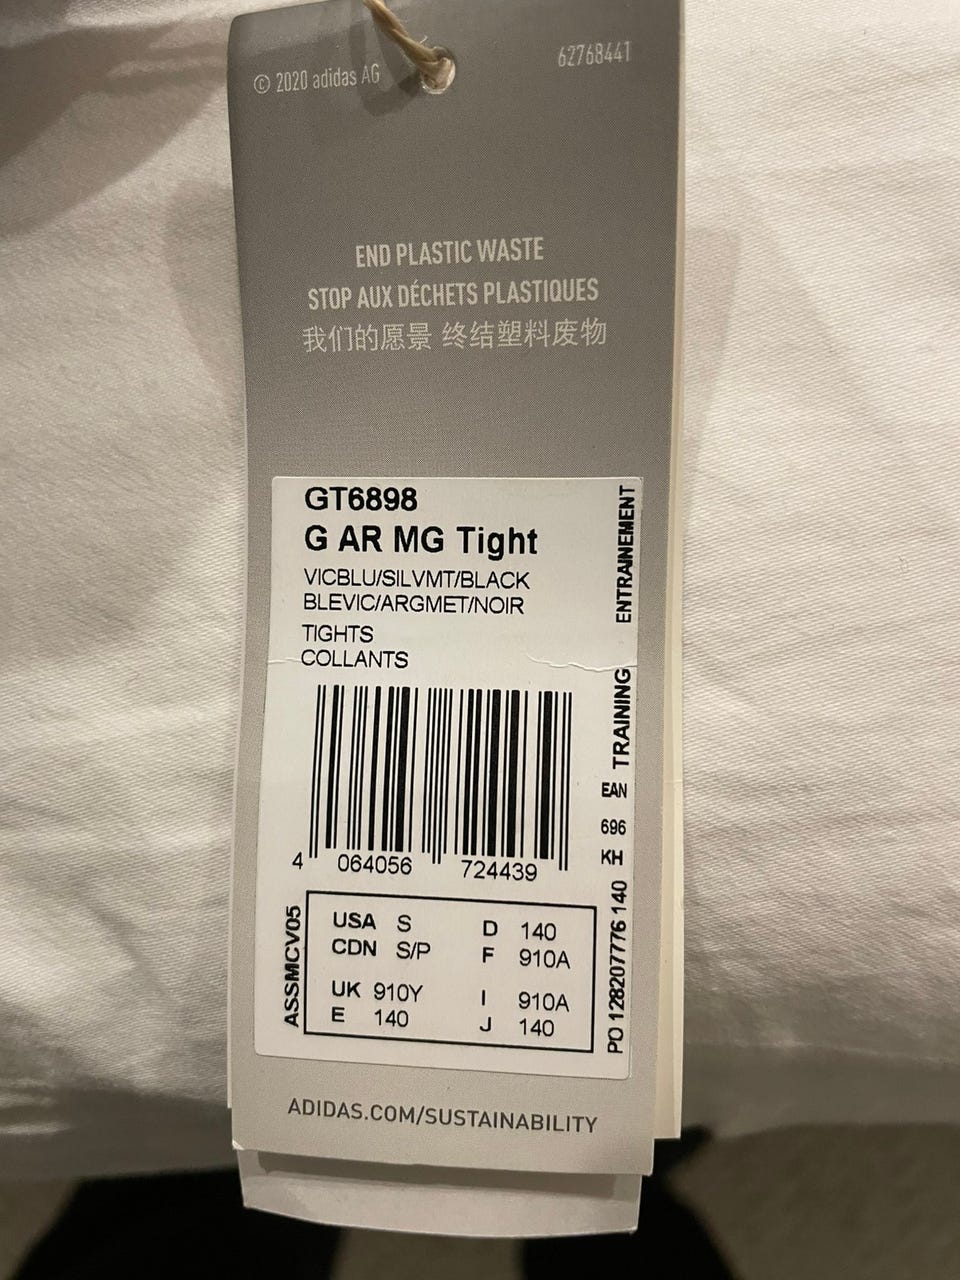 © 2020 adidas AG
62768441
END PLASTIC WASTE
STOP AUX DÉCHETS PLASTIQUES
我们的愿景 终结塑料废物
GT6898
G AR MG Tight
VICBLU/SILVMT/BLACK
BLEVIC/ARGMET/NOIR
TIGHTS
COLLANTS
TRAINING ENTRAINEMENT
EAN
696
KH
4 064056 724439
ASSMCV05
USA S D 140
CDN S/P F 910A
UK 910Y I 910A
E 140 J 140
PO 128207776 140
ADIDAS.COM/SUSTAINABILITY